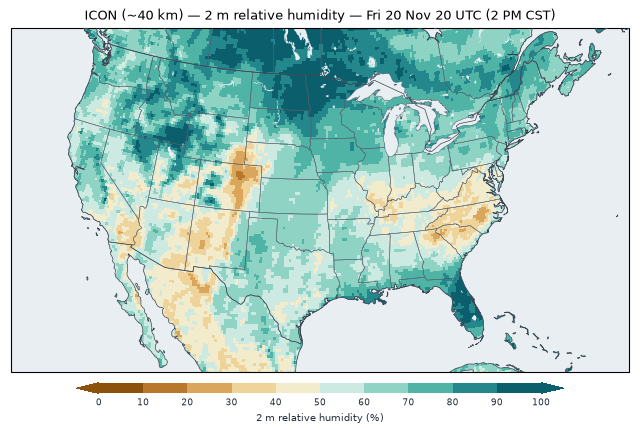 ICON (~40 km) — 2 m relative humidity — Fri 20 Nov 20 UTC (2 PM CST)
0 10 20 30 40 50 60 70 80 90 100
2 m relative humidity (%)